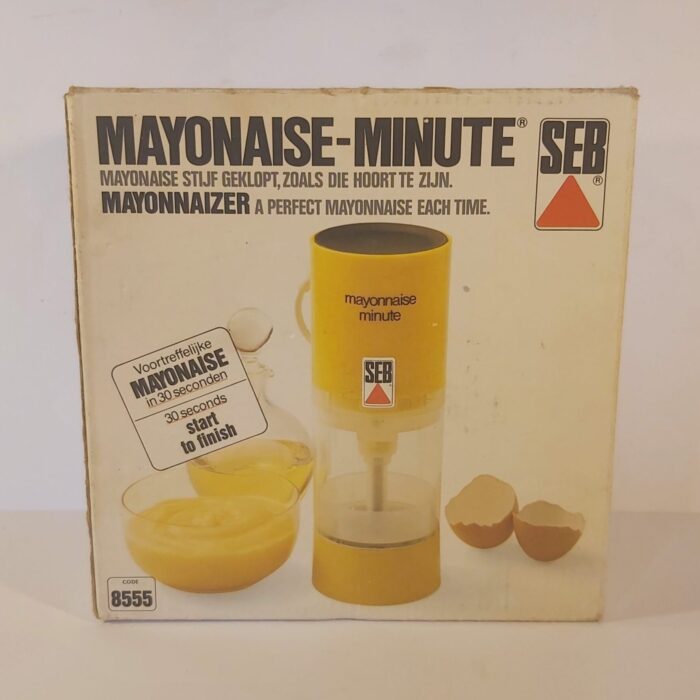 MAYONAISE-MINUTE®
SEB
®
MAYONAISE STIJF GEKLOPT, ZOALS DIE HOORT TE ZIJN.
MAYONNAIZER A PERFECT MAYONNAISE EACH TIME.
mayonnaise
minute
SEB
Voortreffelijke
MAYONAISE
in 30 seconden
30 seconds
start
to finish
CODE
8555